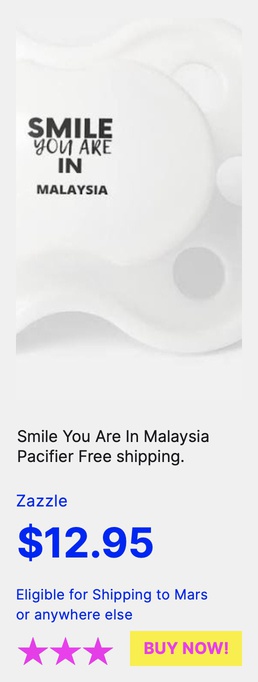 SMILE
YOU ARE
IN
MALAYSIA
Smile You Are In Malaysia
Pacifier Free shipping.
Zazzle
$12.95
Eligible for Shipping to Mars
or anywhere else
BUY NOW!